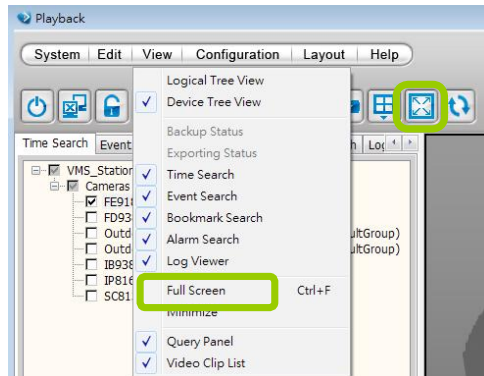 Playback
System Edit View Configuration Layout Help
Logical Tree View
Device Tree View
Backup Status
Exporting Status
Time Search
Event Search
Bookmark Search
Alarm Search
Log Viewer
Full Screen Ctrl+F
Minimize
Query Panel
Video Clip List
Time Search Event
VMS_Station
Cameras
FE918
FD93
Outd ultGroup)
Outd ultGroup)
IB938
IP816
SC81